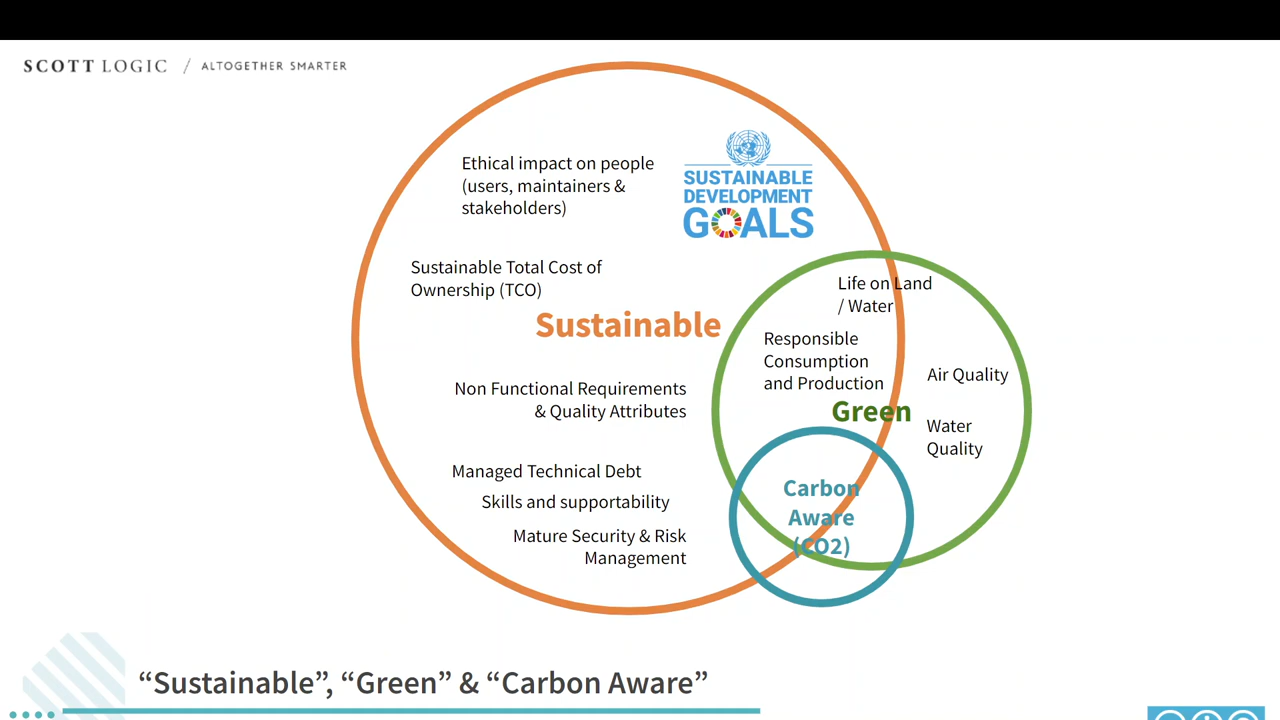 SCOTT LOGIC / ALTOGETHER SMARTER
Ethical impact on people
(users, maintainers &
stakeholders)
SUSTAINABLE
DEVELOPMENT
GOALS
Sustainable Total Cost of
Ownership (TCO)
Sustainable
Life on Land
/ Water
Responsible
Consumption
and Production
Air Quality
Non Functional Requirements
& Quality Attributes
Green
Water
Quality
Managed Technical Debt
Skills and supportability
Mature Security & Risk
Management
Carbon
Aware
(CO2)
“Sustainable”, “Green” & “Carbon Aware”